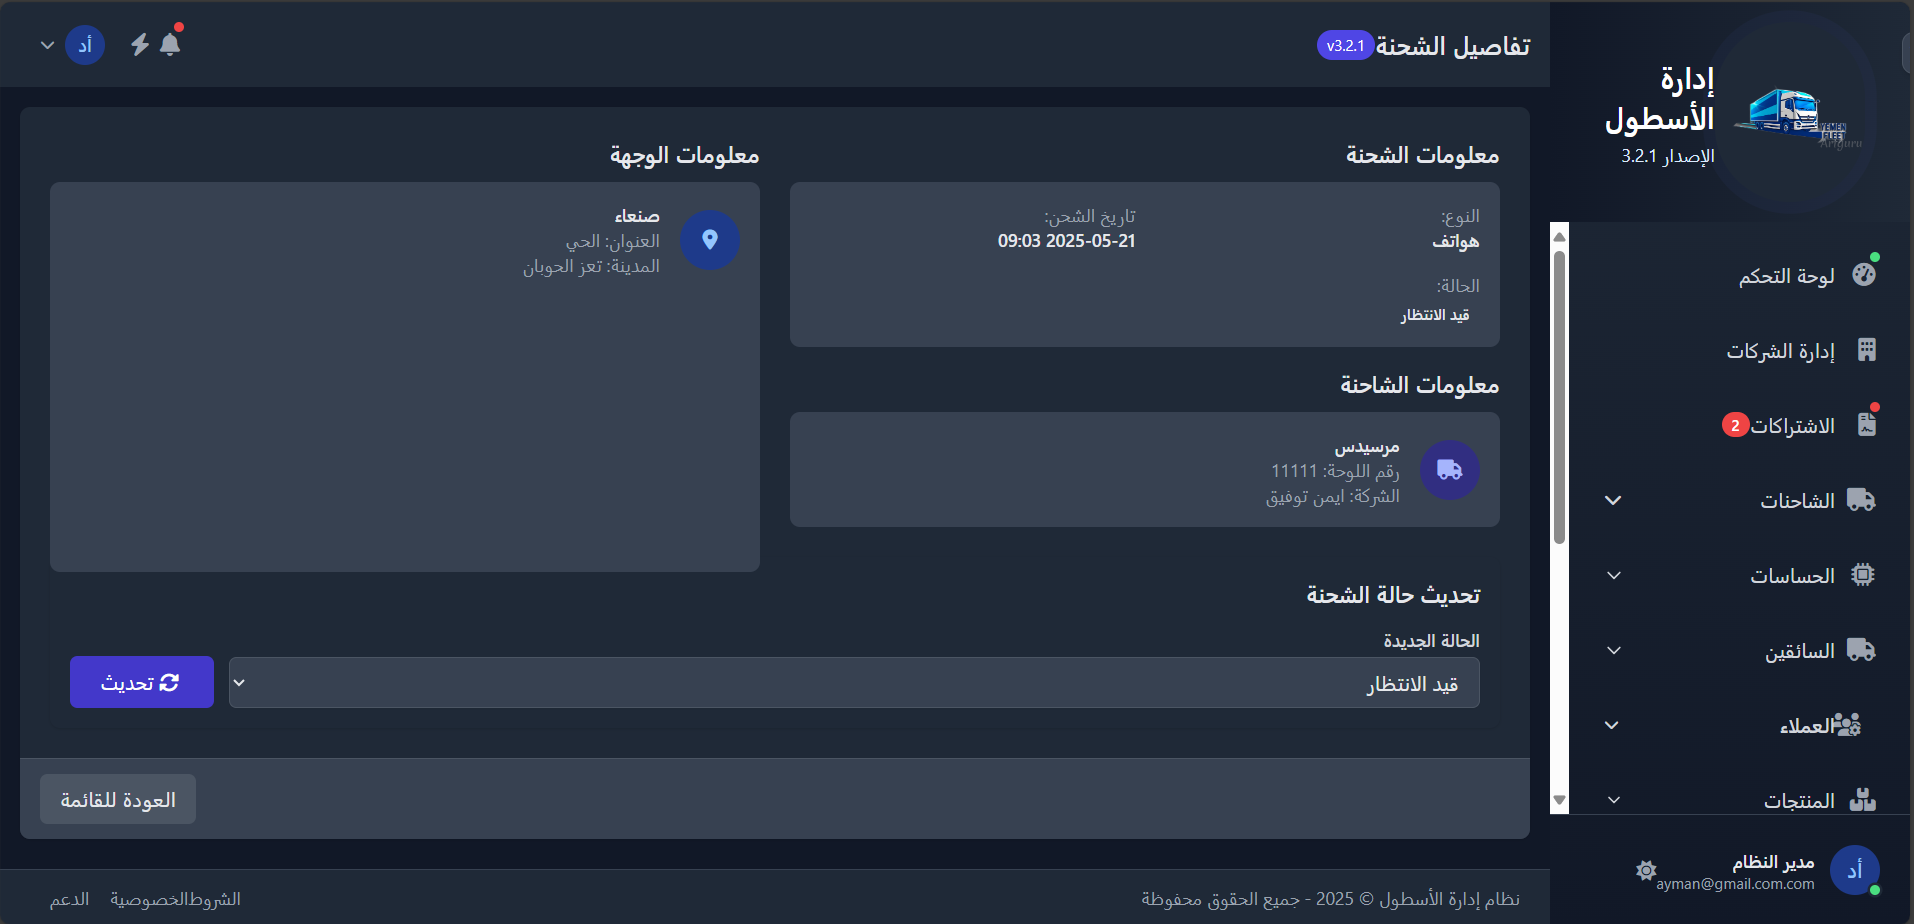 إدارة
الأسطول
الإصدار 3.2.1
YEMEN
FLEET
Artguru
لوحة التحكم
إدارة الشركات
الاشتراكات 2
الشاحنات
الحساسات
السائقين
العملاء
المنتجات
أد
مدير النظام
ayman@gmail.com.com
تفاصيل الشحنة v3.2.1
أد
معلومات الشحنة
النوع:
هواتف
تاريخ الشحن:
2025-05-21 09:03
الحالة:
قيد الانتظار
معلومات الشاحنة
مرسيدس
رقم اللوحة: 11111
الشركة: ايمن توفيق
معلومات الوجهة
صنعاء
العنوان: الحي
المدينة: تعز الحوبان
تحديث حالة الشحنة
الحالة الجديدة
قيد الانتظار
تحديث
العودة للقائمة
نظام إدارة الأسطول © 2025 - جميع الحقوق محفوظة
الشروط الخصوصية الدعم